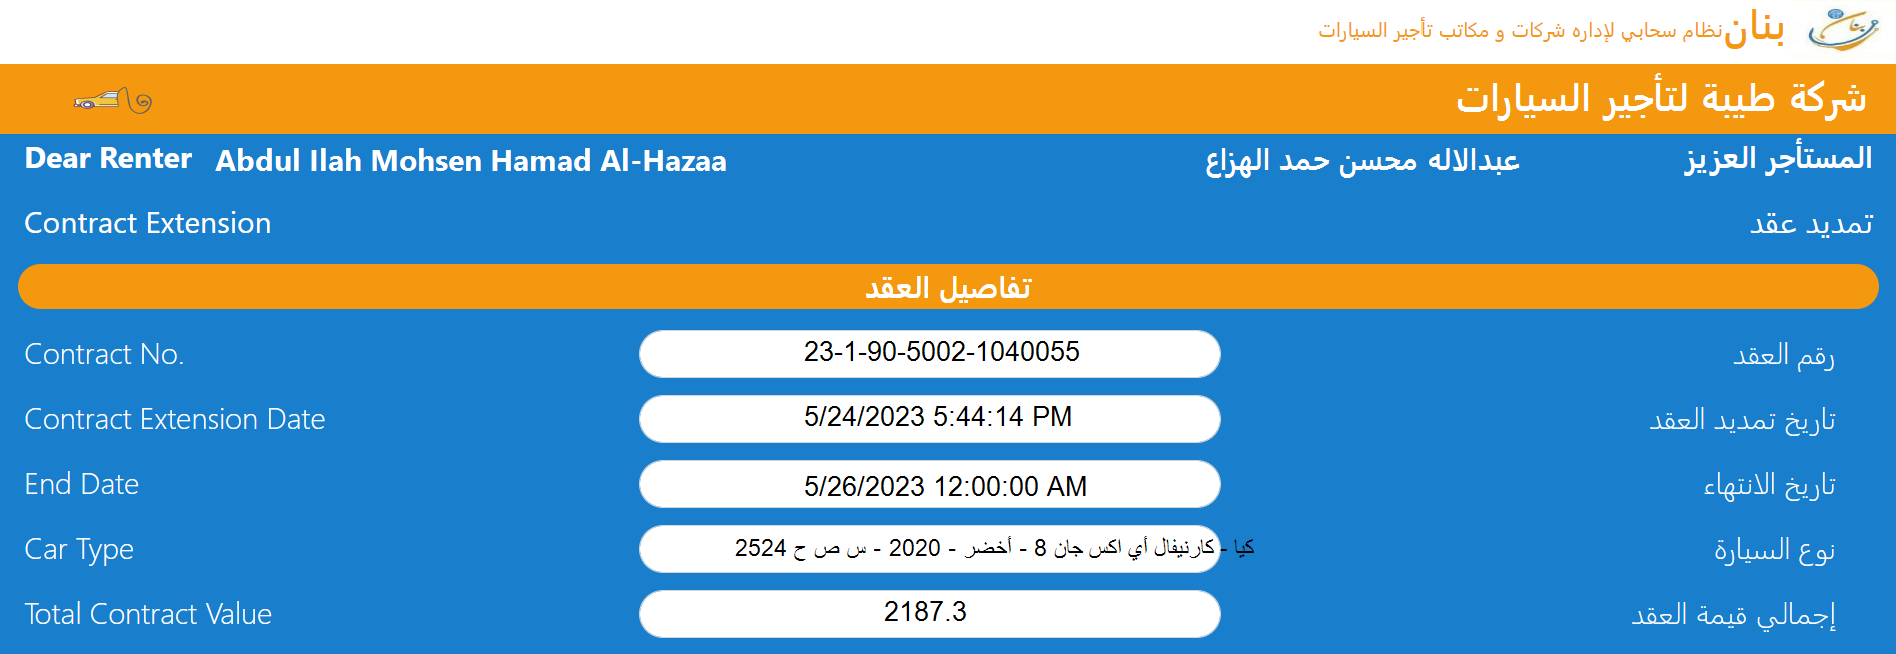 بنان نظام سحابي لإداره شركات و مكاتب تأجير السيارات
شركة طيبة لتأجير السيارات
Dear Renter Abdul Ilah Mohsen Hamad Al-Hazaa عبدالاله محسن حمد الهزاع المستأجر العزيز
Contract Extension تمديد عقد
تفاصيل العقد
Contract No. 23-1-90-5002-1040055 رقم العقد
Contract Extension Date 5/24/2023 5:44:14 PM تاريخ تمديد العقد
End Date 5/26/2023 12:00:00 AM تاريخ الانتهاء
Car Type كيا - كارنيفال أي اكس جان 8 - أخضر - 2020 - س ص ح 2524 نوع السيارة
Total Contract Value 2187.3 إجمالي قيمة العقد